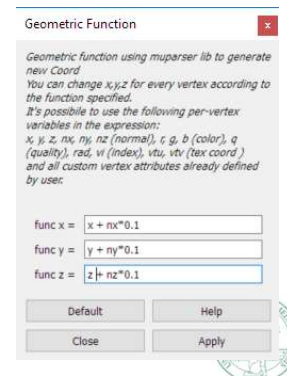 Geometric Function
x
Geometric function using muparser lib to generate
new Coord
You can change x,y,z for every vertex according to
the function specified.
It's possibile to use the following per-vertex
variables in the expression:
x, y, z, nx, ny, nz (normal), r, g, b (color), q
(quality), rad, vi (index), vtu, vtv (tex coord )
and all custom vertex attributes already defined
by user.
func x = x + nx*0.1
func y = y + ny*0.1
func z = z + nz*0.1
Default Help
Close Apply